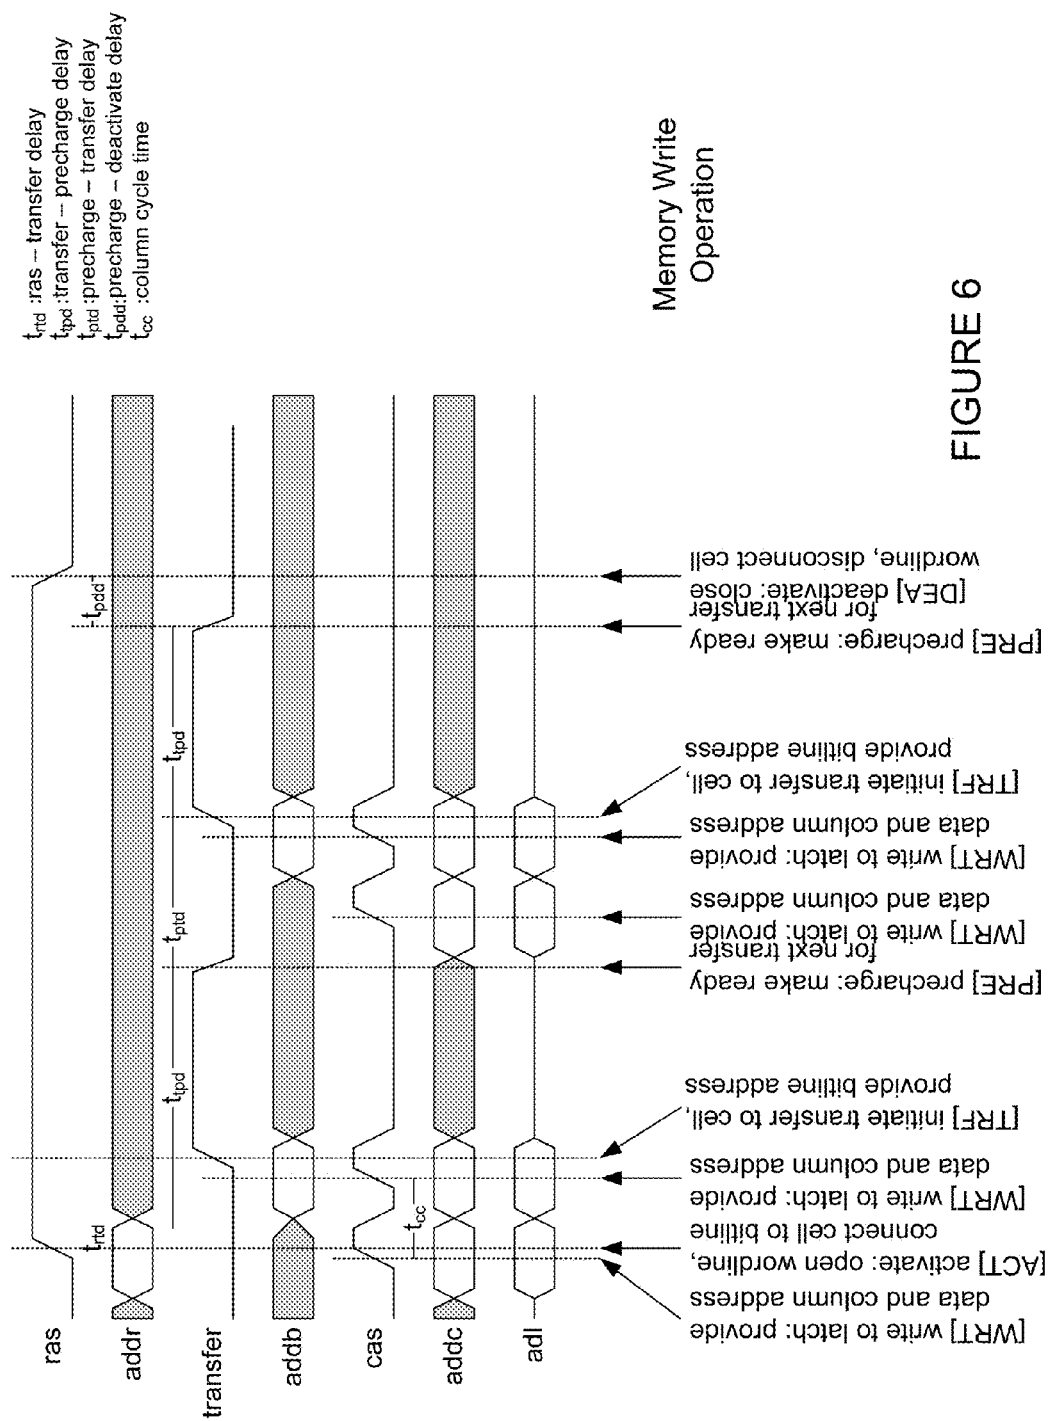 t_rtd :ras – transfer delay
t_tpd :transfer – precharge delay
t_ptd :precharge – transfer delay
t_pdd:precharge – deactivate delay
t_cc :column cycle time
ras
addr
transfer
addb
cas
addc
adl
t_rtd
t_tpd
t_ptd
t_tpd
t_pdd
t_cc
[WRT] write to latch: provide
data and column address
[ACT] activate: open wordline,
connect cell to bitline
[WRT] write to latch: provide
data and column address
[TRF] initiate transfer to cell,
provide bitline address
[PRE] precharge: make ready
for next transfer
[WRT] write to latch: provide
data and column address
[WRT] write to latch: provide
data and column address
[TRF] initiate transfer to cell,
provide bitline address
[PRE] precharge: make ready
for next transfer
[DEA] deactivate: close
wordline, disconnect cell
Memory Write
Operation
FIGURE 6